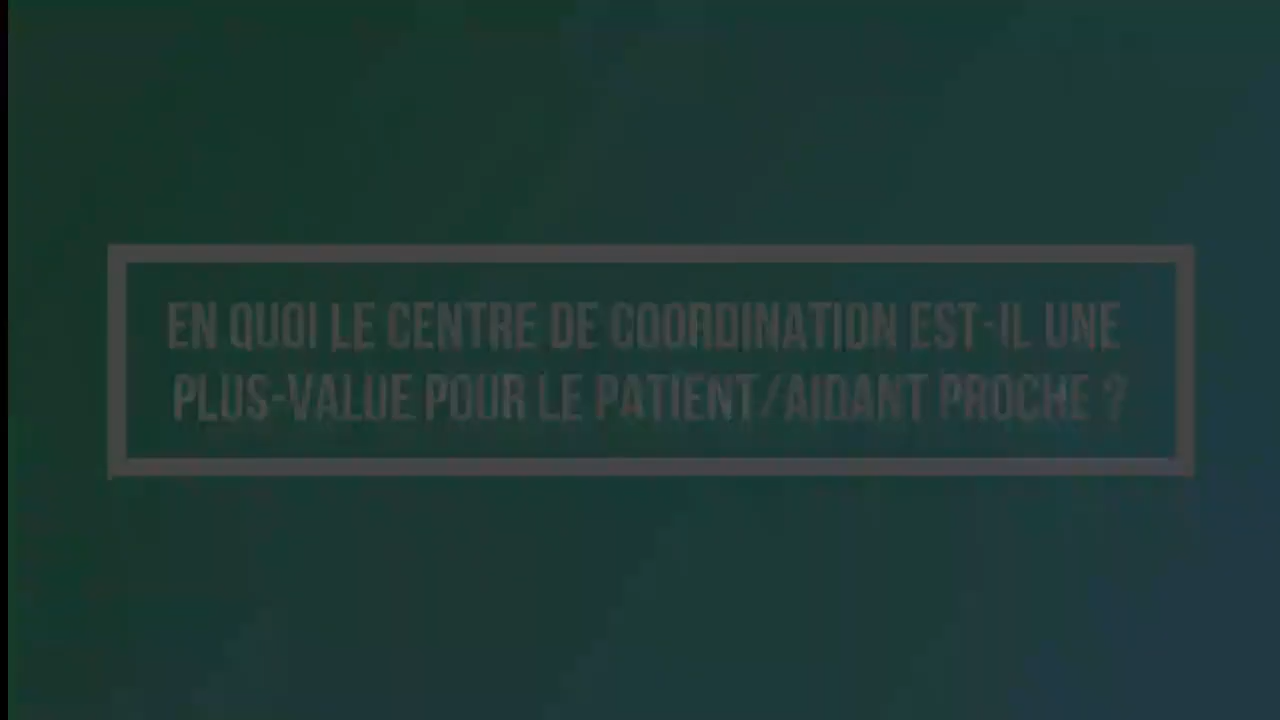 EN QUOI LE CENTRE DE COORDINATION EST-IL UNE
PLUS-VALUE POUR LE PATIENT/AIDANT PROCHE ?